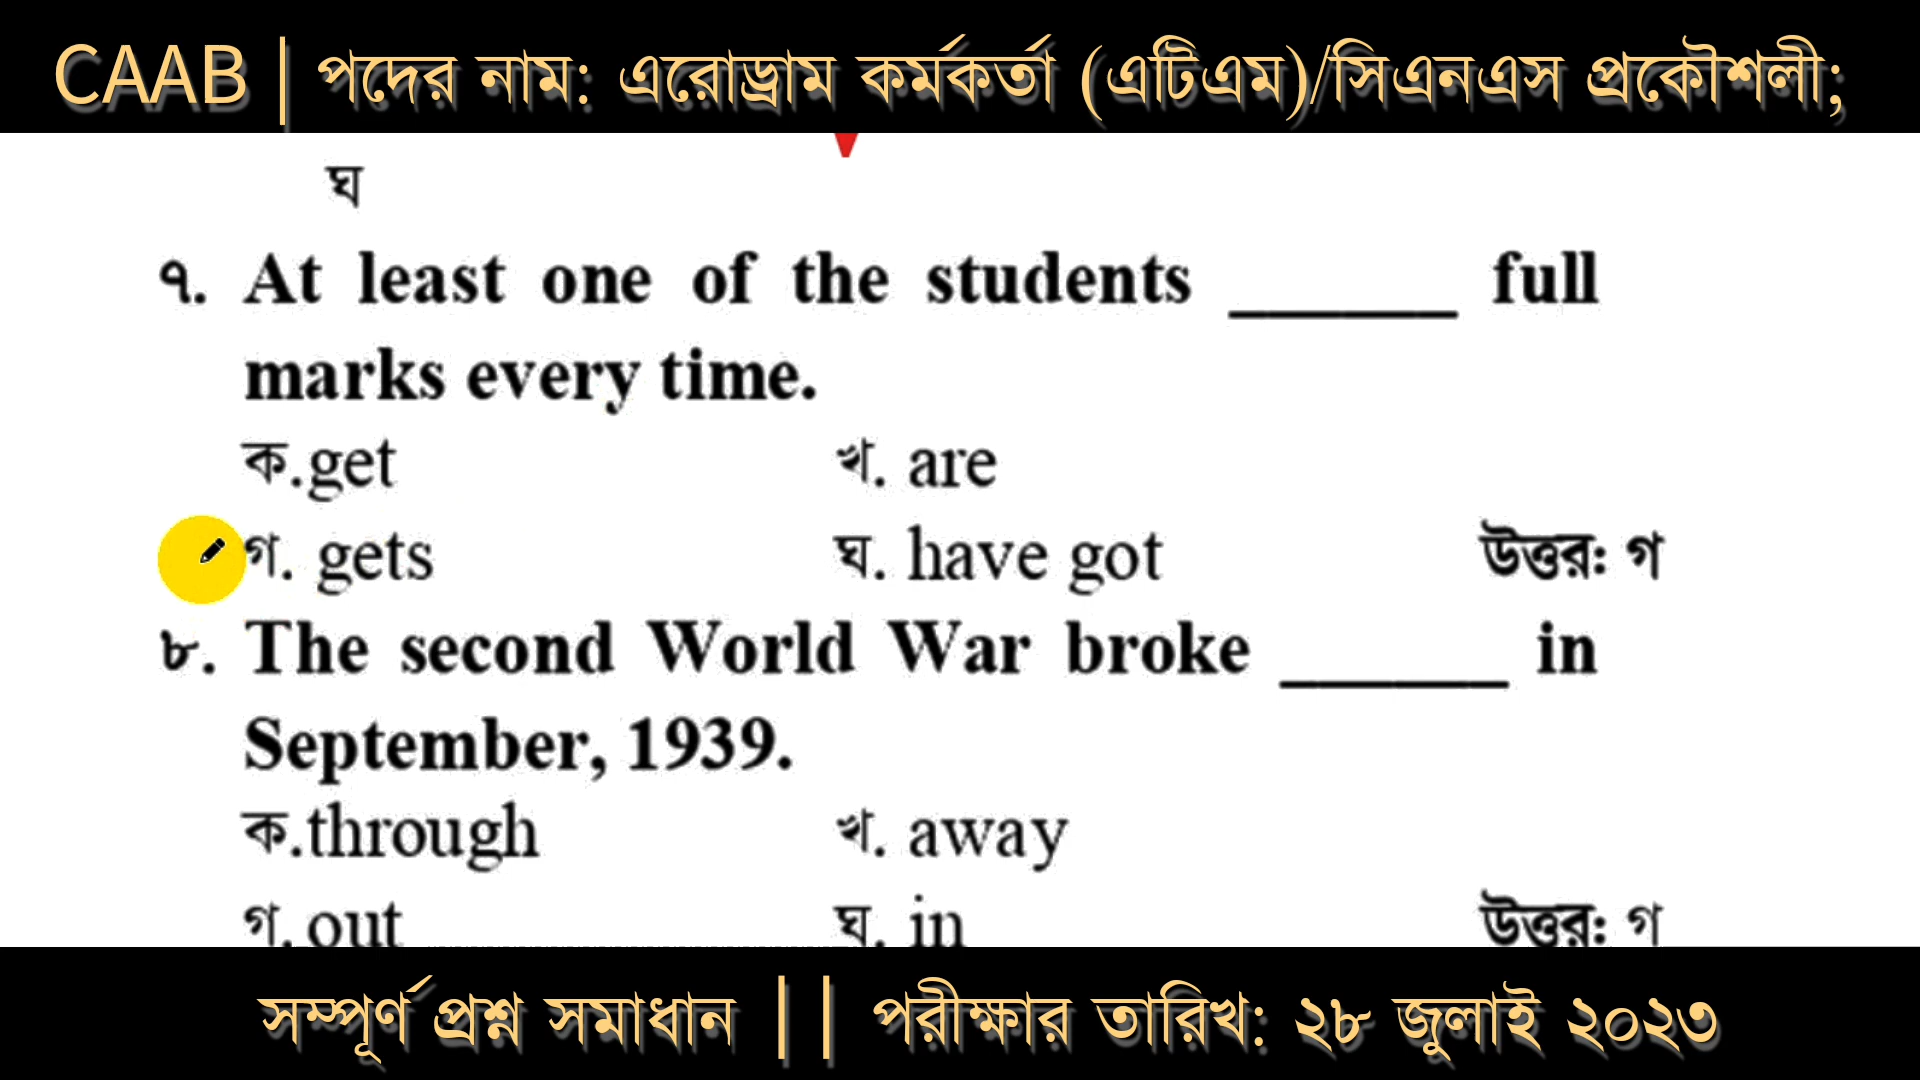 CAAB | পদের নাম: এরোড্রাম কর্মকর্তা (এটিএম)/সিএনএস প্রকৌশলী;
ঘ
৭. At least one of the students ______ full
marks every time.
ক.get খ. are
গ. gets ঘ. have got উত্তরঃ গ
৮. The second World War broke ______ in
September, 1939.
ক.through খ. away
গ. out ঘ. in উত্তরঃ গ
সম্পূর্ণ প্রশ্ন সমাধান || পরীক্ষার তারিখ: ২৮ জুলাই ২০২৩